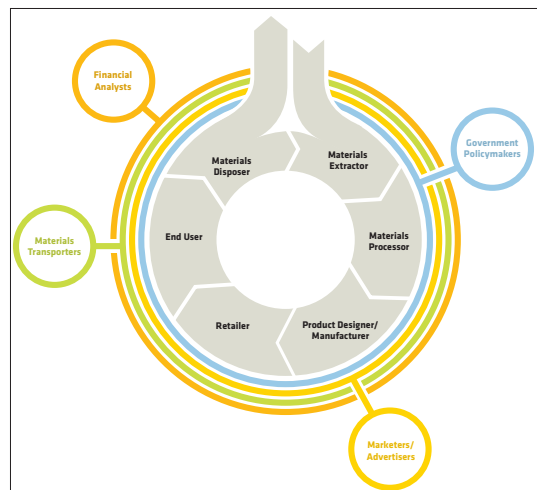 Financial
Analysts
Government
Policymakers
Materials
Disposer
Materials
Extractor
End User
Materials
Processor
Materials
Transporters
Retailer
Product Designer/
Manufacturer
Marketers/
Advertisers